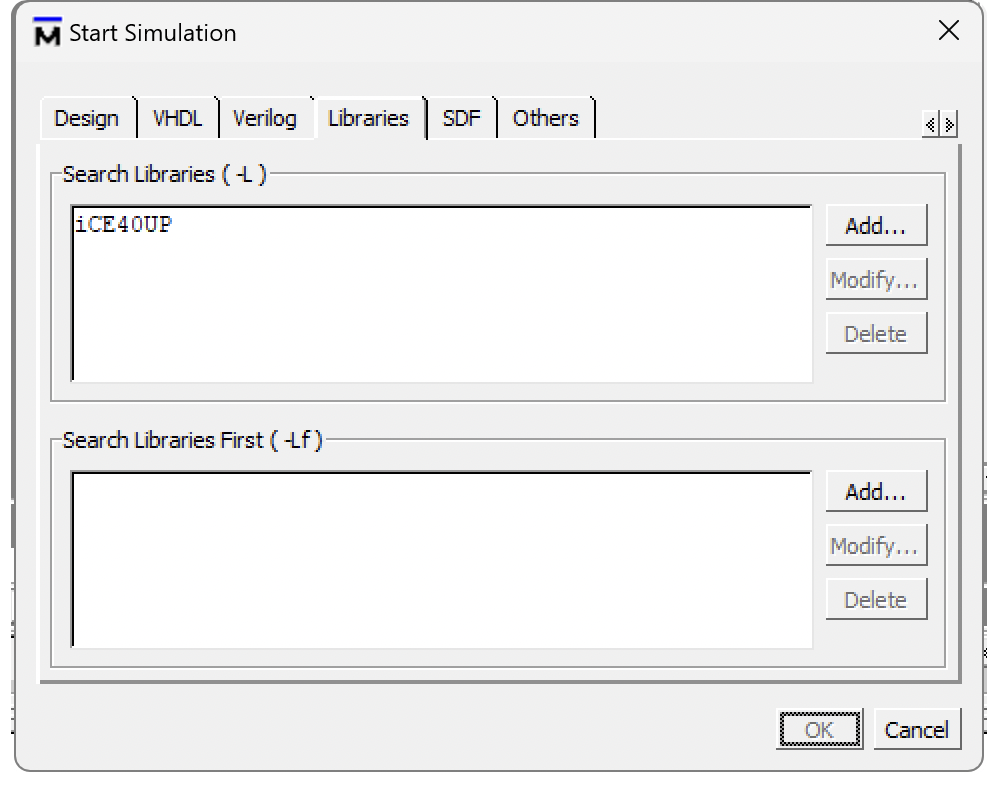 Start Simulation
Design VHDL Verilog Libraries SDF Others
Search Libraries ( -L )
iCE40UP
Add...
Modify...
Delete
Search Libraries First ( -Lf )
Add...
Modify...
Delete
OK Cancel